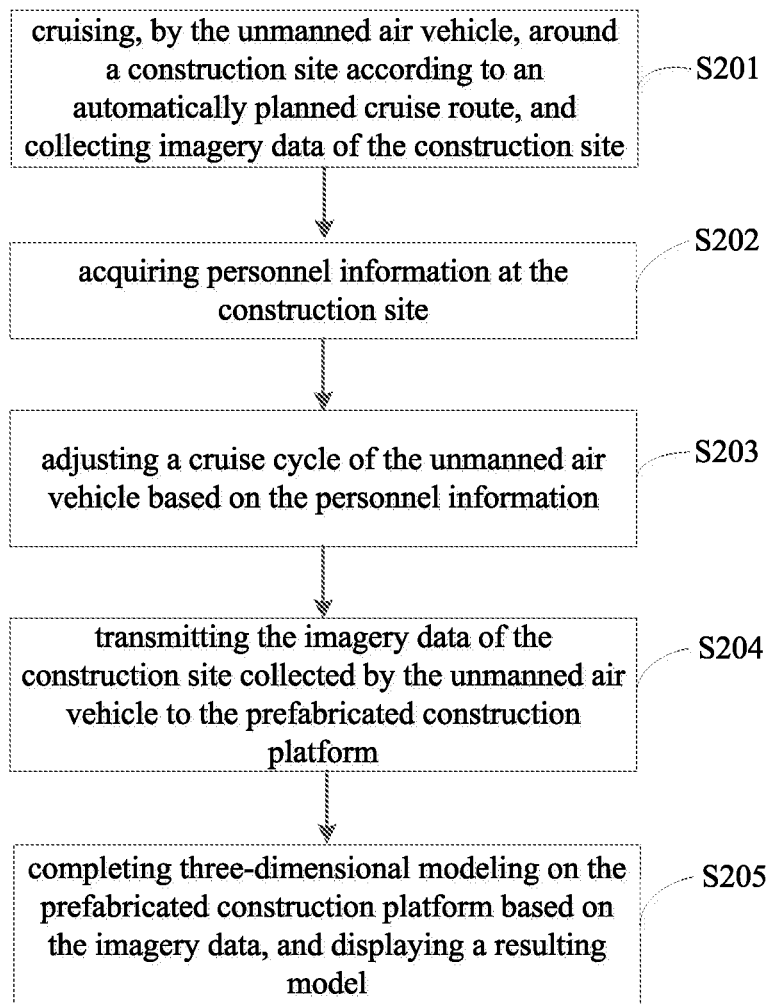 cruising, by the unmanned air vehicle, around
a construction site according to an
automatically planned cruise route, and
collecting imagery data of the construction site
S201
acquiring personnel information at the
construction site
S202
adjusting a cruise cycle of the unmanned air
vehicle based on the personnel information
S203
transmitting the imagery data of the
construction site collected by the unmanned air
vehicle to the prefabricated construction
platform
S204
completing three-dimensional modeling on the
prefabricated construction platform based on
the imagery data, and displaying a resulting
model
S205